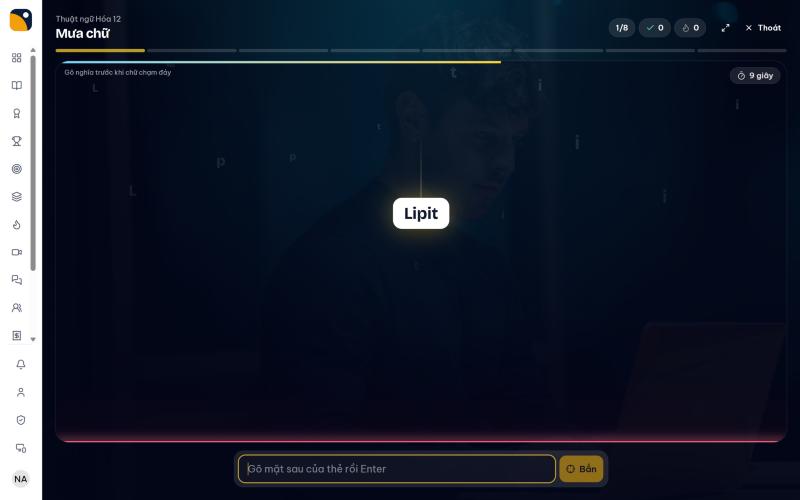 Thuật ngữ Hóa 12
Mưa chữ
1/8
0
0
Thoát
Gõ nghĩa trước khi chữ chạm đáy
9 giây
L
t
i
i
t
i
p
p
L
i
Lipit
t
Gõ mặt sau của thẻ rồi Enter
Bắn
NA